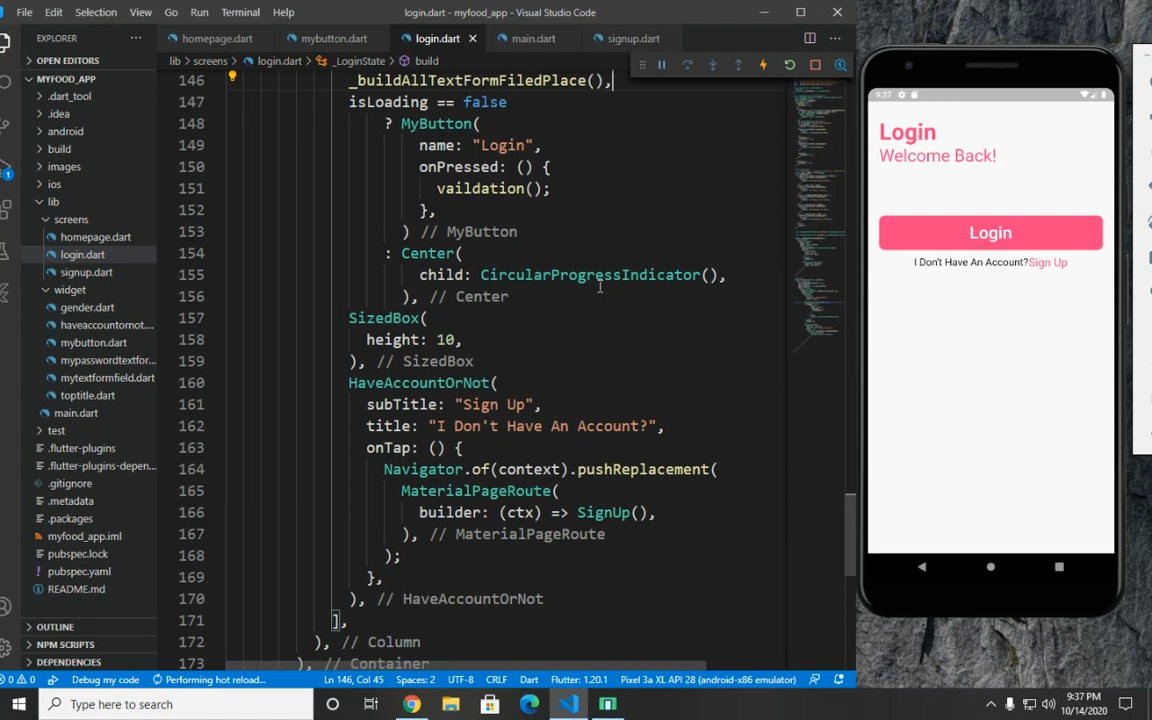 File Edit Selection View Go Run Terminal Help login.dart - myfood_app - Visual Studio Code
EXPLORER
homepage.dart mybutton.dart login.dart main.dart signup.dart
OPEN EDITORS
MYFOOD_APP
.dart_tool
.idea
android
build
images
ios
lib
screens
homepage.dart
login.dart
signup.dart
widget
gender.dart
haveaccountornot....
mybutton.dart
mypasswordtextfor...
mytextformfield.dart
toptitle.dart
main.dart
test
.flutter-plugins
.flutter-plugins-depen...
.gitignore
.metadata
.packages
myfood_app.iml
pubspec.lock
pubspec.yaml
README.md
OUTLINE
NPM SCRIPTS
DEPENDENCIES
lib > screens > login.dart > _LoginState > build
146 _buildAllTextFormFiledPlace(),
147 isLoading == false
148 ? MyButton(
149 name: "Login",
150 onPressed: () {
151 vaildation();
152 },
153 ) // MyButton
154 : Center(
155 child: CircularProgressIndicator(),
156 ), // Center
157 SizedBox(
158 height: 10,
159 ), // SizedBox
160 HaveAccountOrNot(
161 subTitle: "Sign Up",
162 title: "I Don't Have An Account?",
163 onTap: () {
164 Navigator.of(context).pushReplacement(
165 MaterialPageRoute(
166 builder: (ctx) => SignUp(),
167 ), // MaterialPageRoute
168 );
169 },
170 ), // HaveAccountOrNot
171 ],
172 ), // Column
173 ), // Container
9:37
Login
Welcome Back!
Login
I Don't Have An Account?Sign Up
0 0 Debug my code Performing hot reload... Ln 146, Col 45 Spaces: 2 UTF-8 CRLF Dart Flutter: 1.20.1 Pixel 3a XL API 28 (android-x86 emulator)
Type here to search
9:37 PM
10/14/2020
1